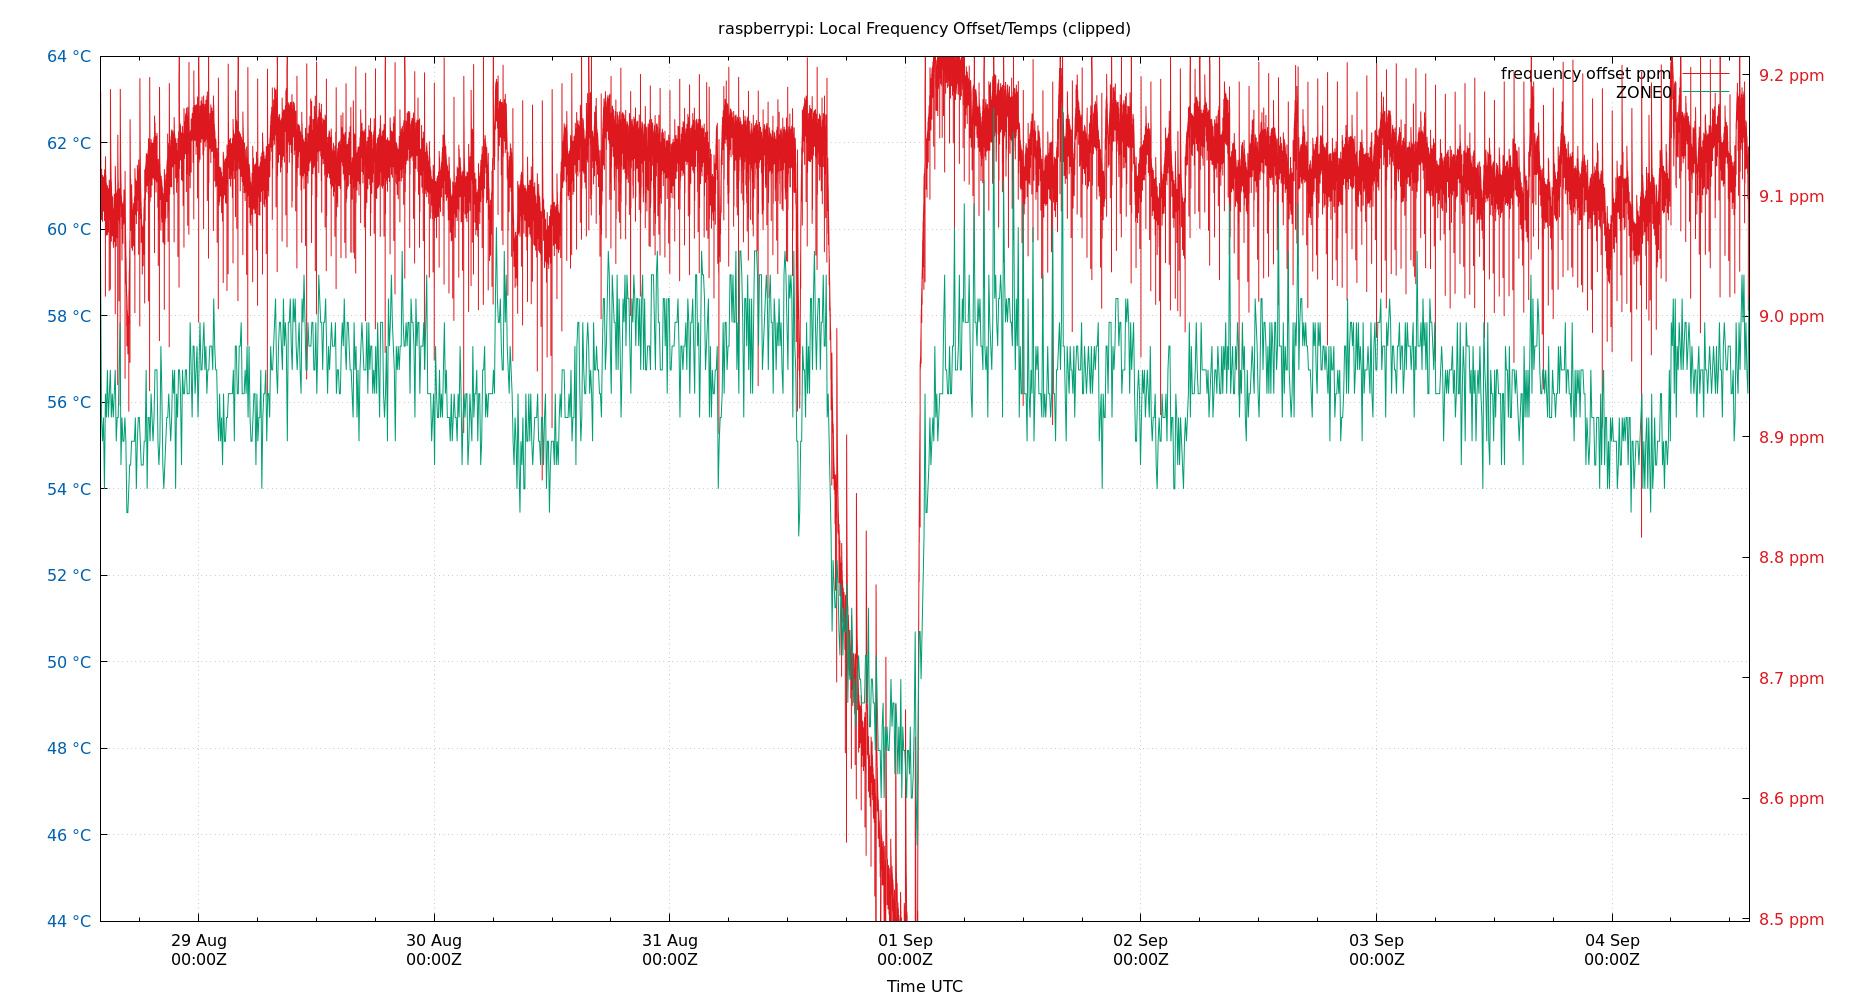 raspberrypi: Local Frequency Offset/Temps (clipped)
64 °C
62 °C
60 °C
58 °C
56 °C
54 °C
52 °C
50 °C
48 °C
46 °C
44 °C
frequency offset ppm
ZONE0
9.2 ppm
9.1 ppm
9.0 ppm
8.9 ppm
8.8 ppm
8.7 ppm
8.6 ppm
8.5 ppm
29 Aug
00:00Z
30 Aug
00:00Z
31 Aug
00:00Z
01 Sep
00:00Z
02 Sep
00:00Z
03 Sep
00:00Z
04 Sep
00:00Z
Time UTC